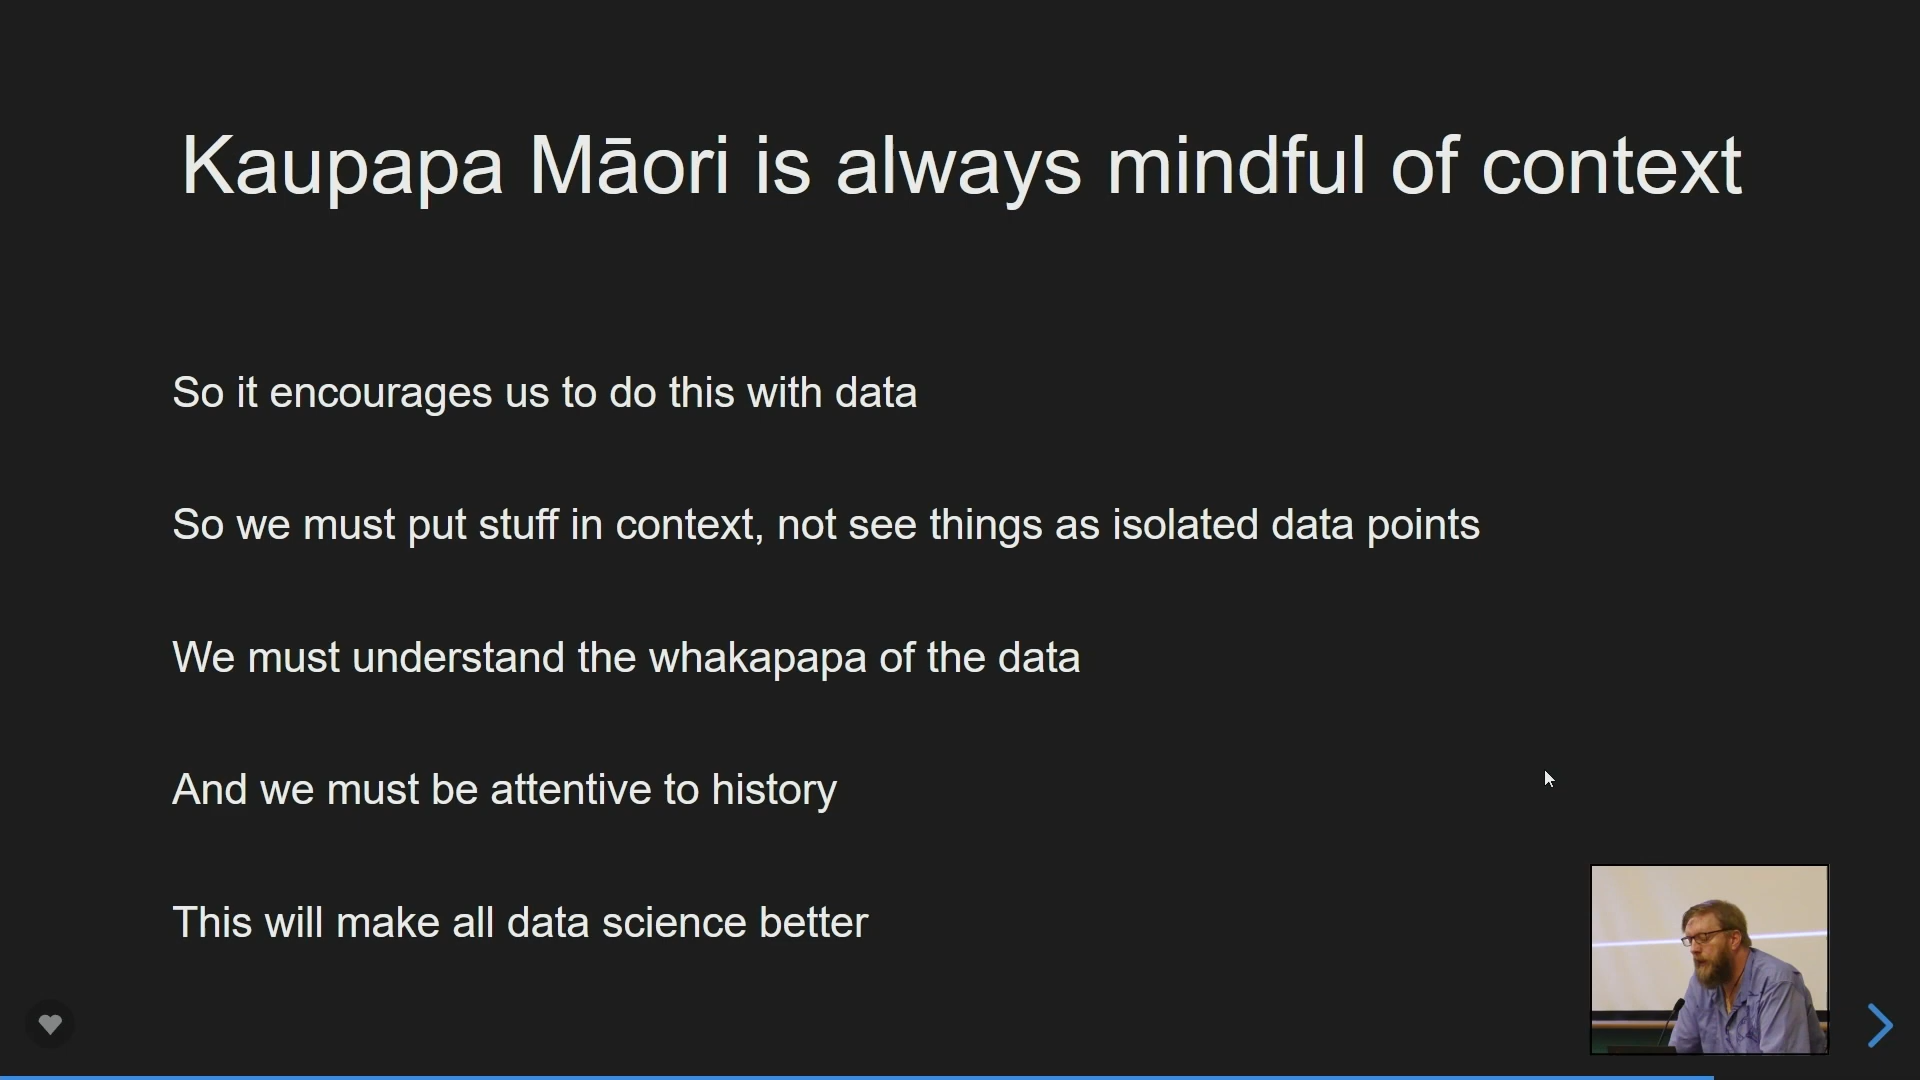 Kaupapa Māori is always mindful of context
So it encourages us to do this with data
So we must put stuff in context, not see things as isolated data points
We must understand the whakapapa of the data
And we must be attentive to history
This will make all data science better